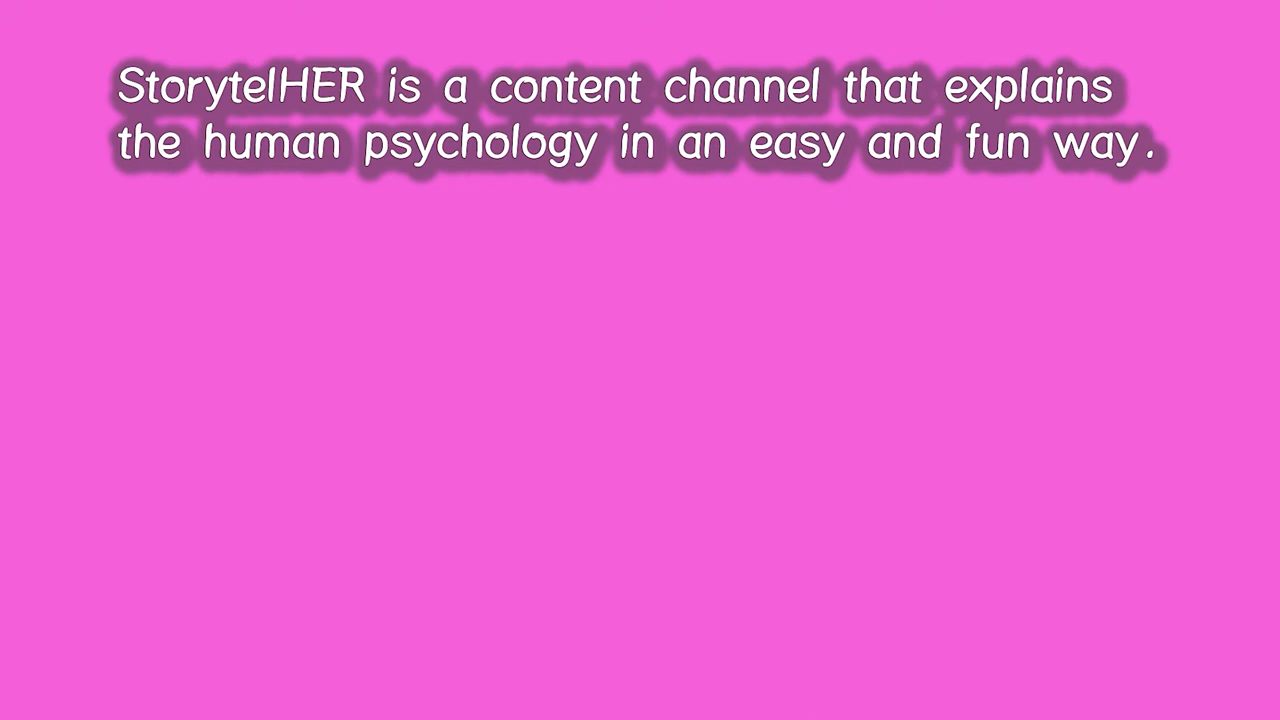 StorytelHER is a content channel that explains
the human psychology in an easy and fun way.